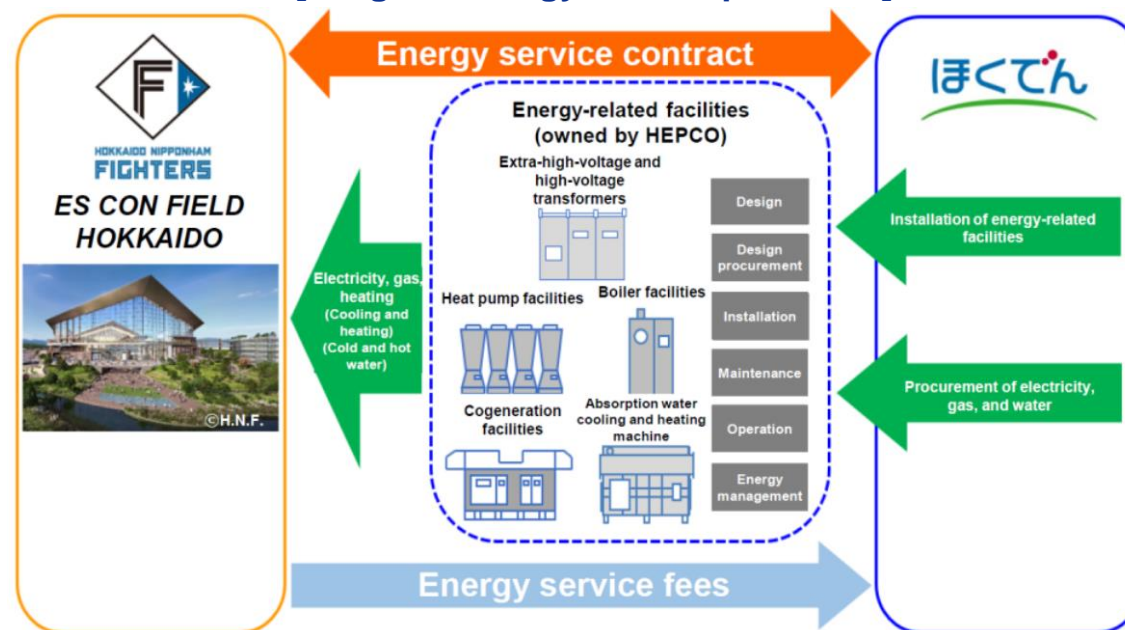 Energy service contract
HOKKAIDO NIPPONHAM
FIGHTERS
ES CON FIELD
HOKKAIDO
©H.N.F.
Electricity, gas,
heating
(Cooling and
heating)
(Cold and hot
water)
Energy-related facilities
(owned by HEPCO)
Extra-high-voltage and
high-voltage
transformers
Heat pump facilities
Boiler facilities
Cogeneration
facilities
Absorption water
cooling and heating
machine
Design
Design
procurement
Installation
Maintenance
Operation
Energy
management
ほくでん
Installation of energy-related
facilities
Procurement of electricity,
gas, and water
Energy service fees